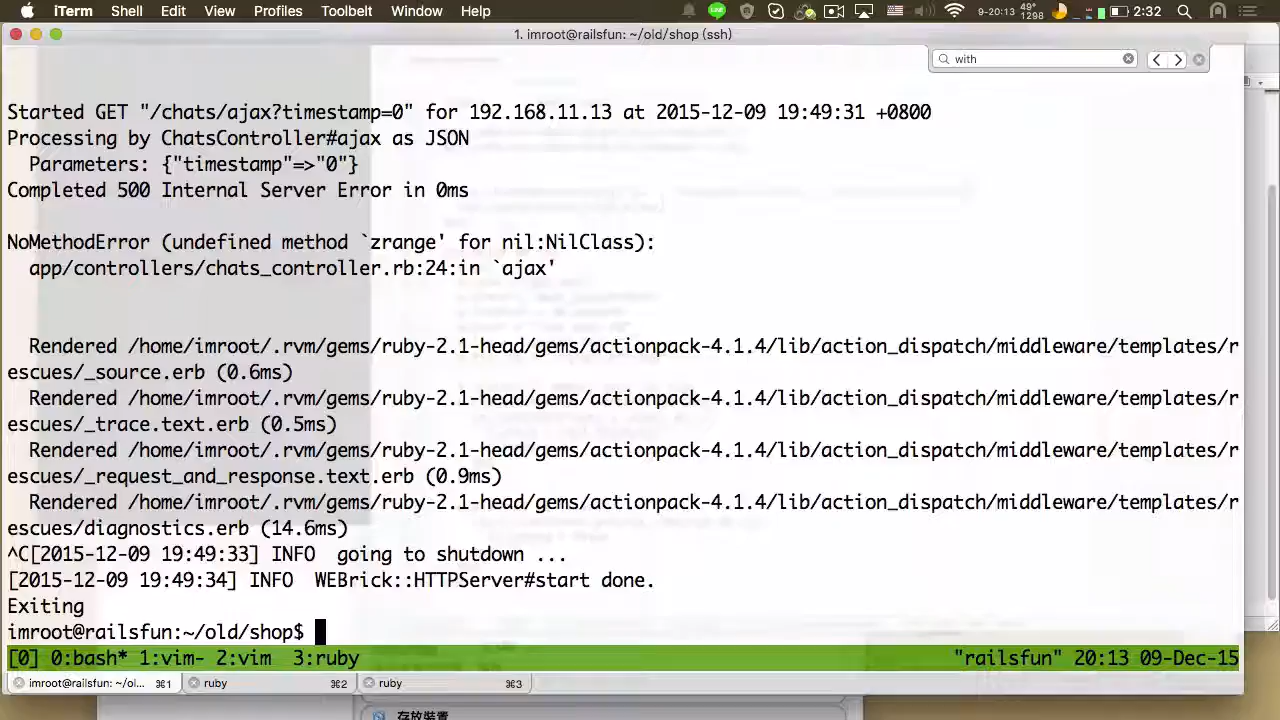 iTerm Shell Edit View Profiles Toolbelt Window Help 9-20:13 49° 1298 2:32
1. imroot@railsfun: ~/old/shop (ssh)
with
Started GET "/chats/ajax?timestamp=0" for 192.168.11.13 at 2015-12-09 19:49:31 +0800
Processing by ChatsController#ajax as JSON
  Parameters: {"timestamp"=>"0"}
Completed 500 Internal Server Error in 0ms
NoMethodError (undefined method `zrange' for nil:NilClass):
  app/controllers/chats_controller.rb:24:in `ajax'
  Rendered /home/imroot/.rvm/gems/ruby-2.1-head/gems/actionpack-4.1.4/lib/action_dispatch/middleware/templates/r
escues/_source.erb (0.6ms)
  Rendered /home/imroot/.rvm/gems/ruby-2.1-head/gems/actionpack-4.1.4/lib/action_dispatch/middleware/templates/r
escues/_trace.text.erb (0.5ms)
  Rendered /home/imroot/.rvm/gems/ruby-2.1-head/gems/actionpack-4.1.4/lib/action_dispatch/middleware/templates/r
escues/_request_and_response.text.erb (0.9ms)
  Rendered /home/imroot/.rvm/gems/ruby-2.1-head/gems/actionpack-4.1.4/lib/action_dispatch/middleware/templates/r
escues/diagnostics.erb (14.6ms)
^C[2015-12-09 19:49:33] INFO  going to shutdown ...
[2015-12-09 19:49:34] INFO  WEBrick::HTTPServer#start done.
Exiting
imroot@railsfun:~/old/shop$
[0] 0:bash* 1:vim- 2:vim  3:ruby "railsfun" 20:13 09-Dec-15
imroot@railsfun: ~/ol... ⌘1 ruby ⌘2 ruby ⌘3
存放裝置